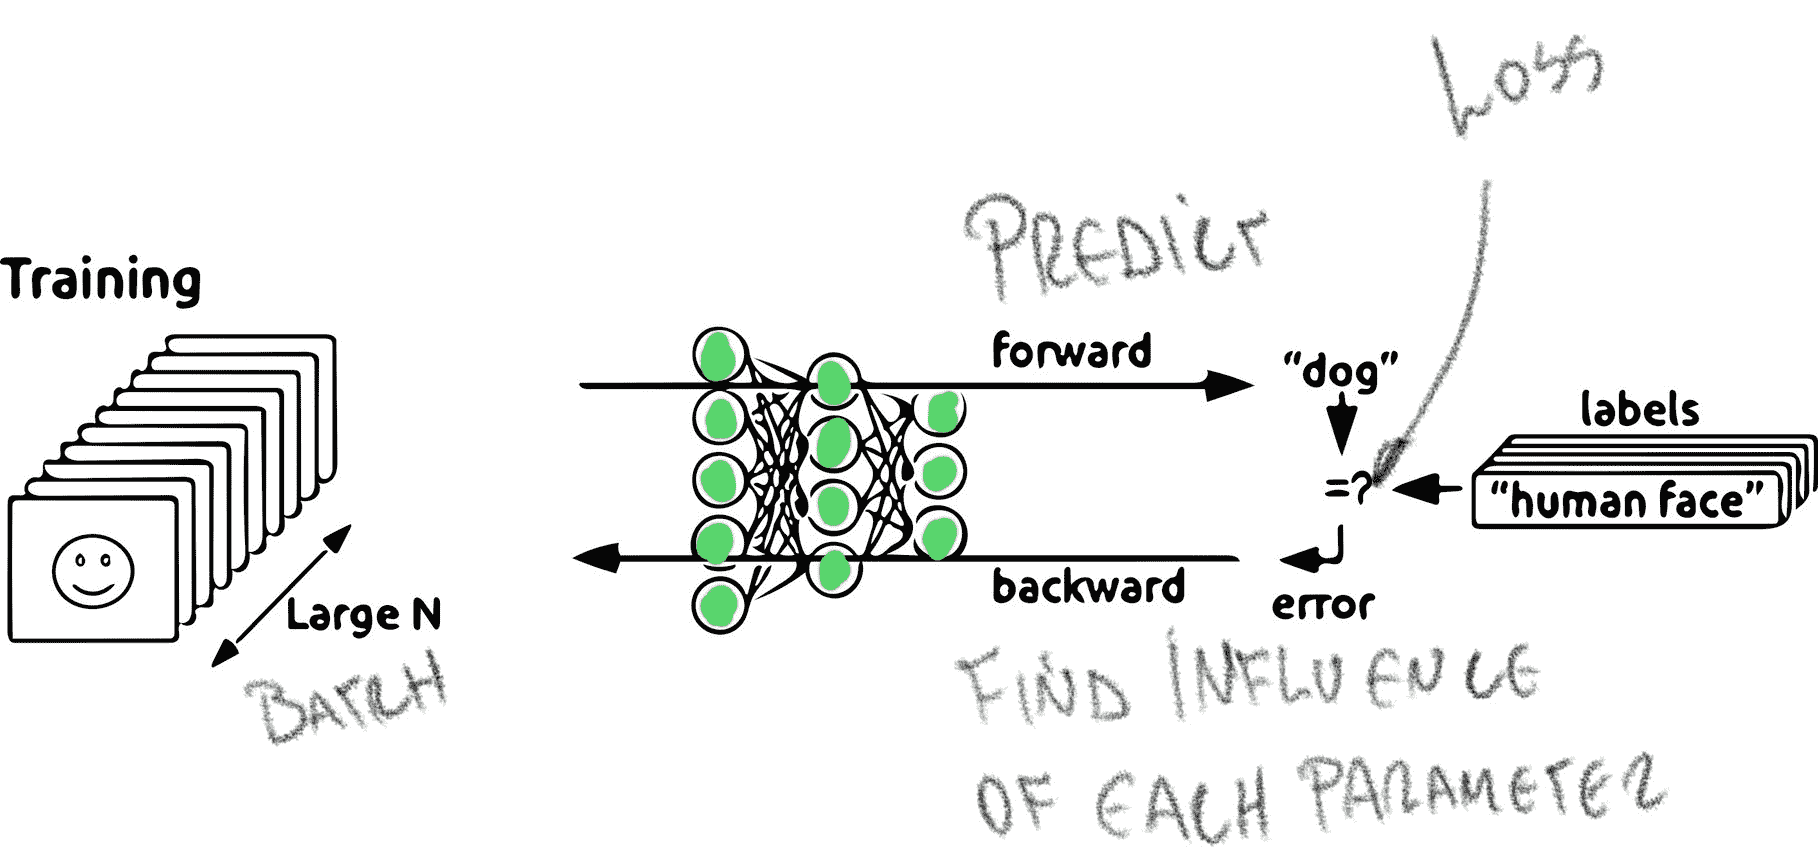 Loss
PREDICT
Training
forward
"dog"
labels
=?
"human face"
backward
error
Large N
BATCH
FIND INFLUENCE
OF EACH PARAMETER